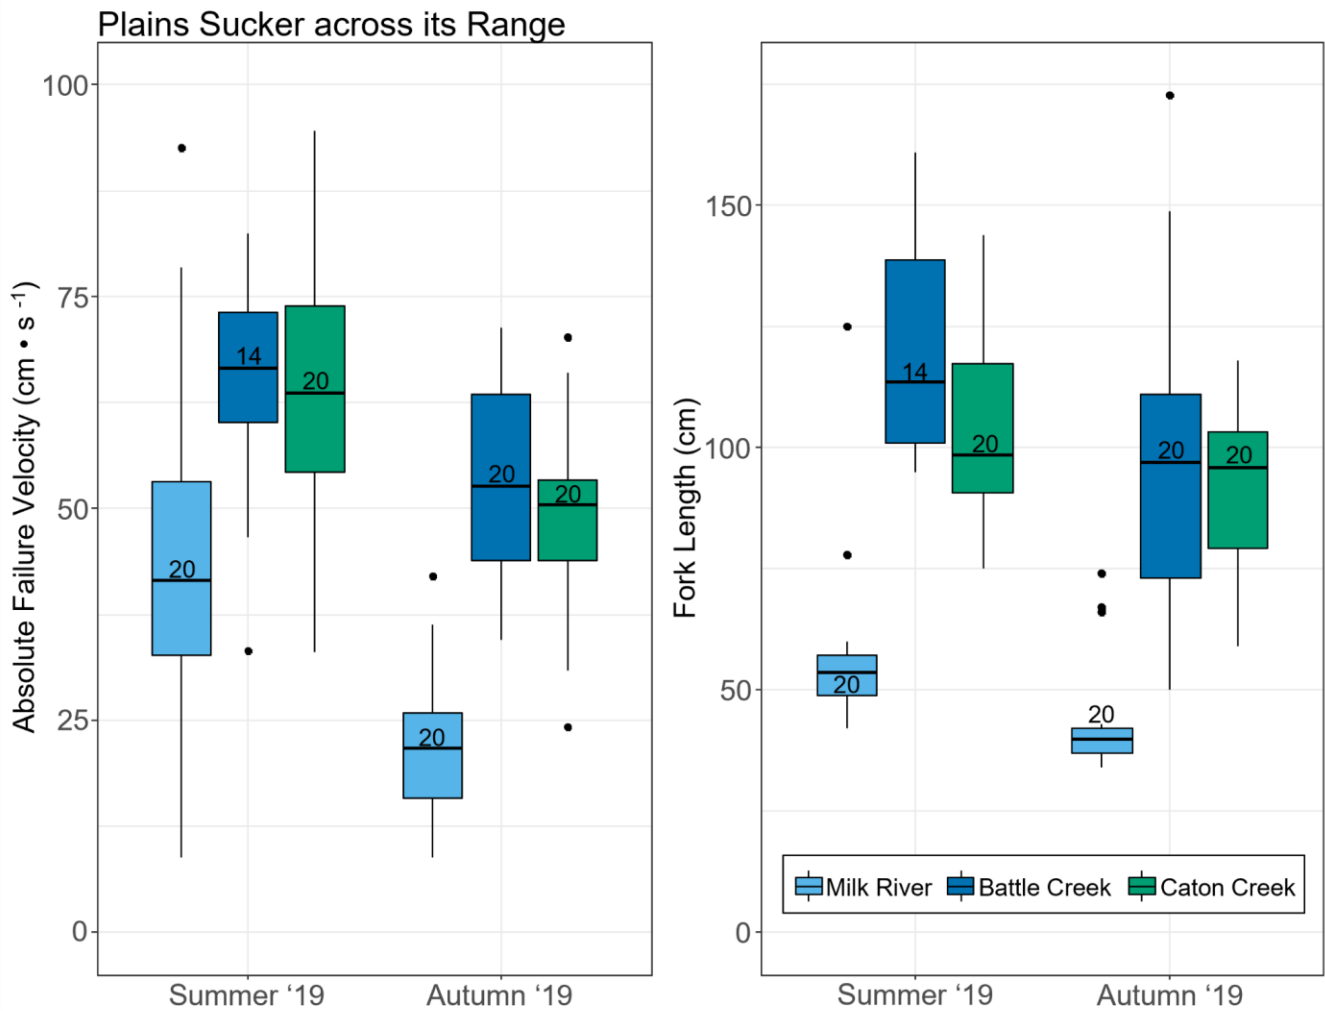 Plains Sucker across its Range
Absolute Failure Velocity (cm • s⁻¹)
100
75
50
25
0
20
14
20
20
20
20
Summer ‘19
Autumn ‘19
Fork Length (cm)
150
100
50
0
20
14
20
20
20
20
Milk River
Battle Creek
Caton Creek
Summer ‘19
Autumn ‘19